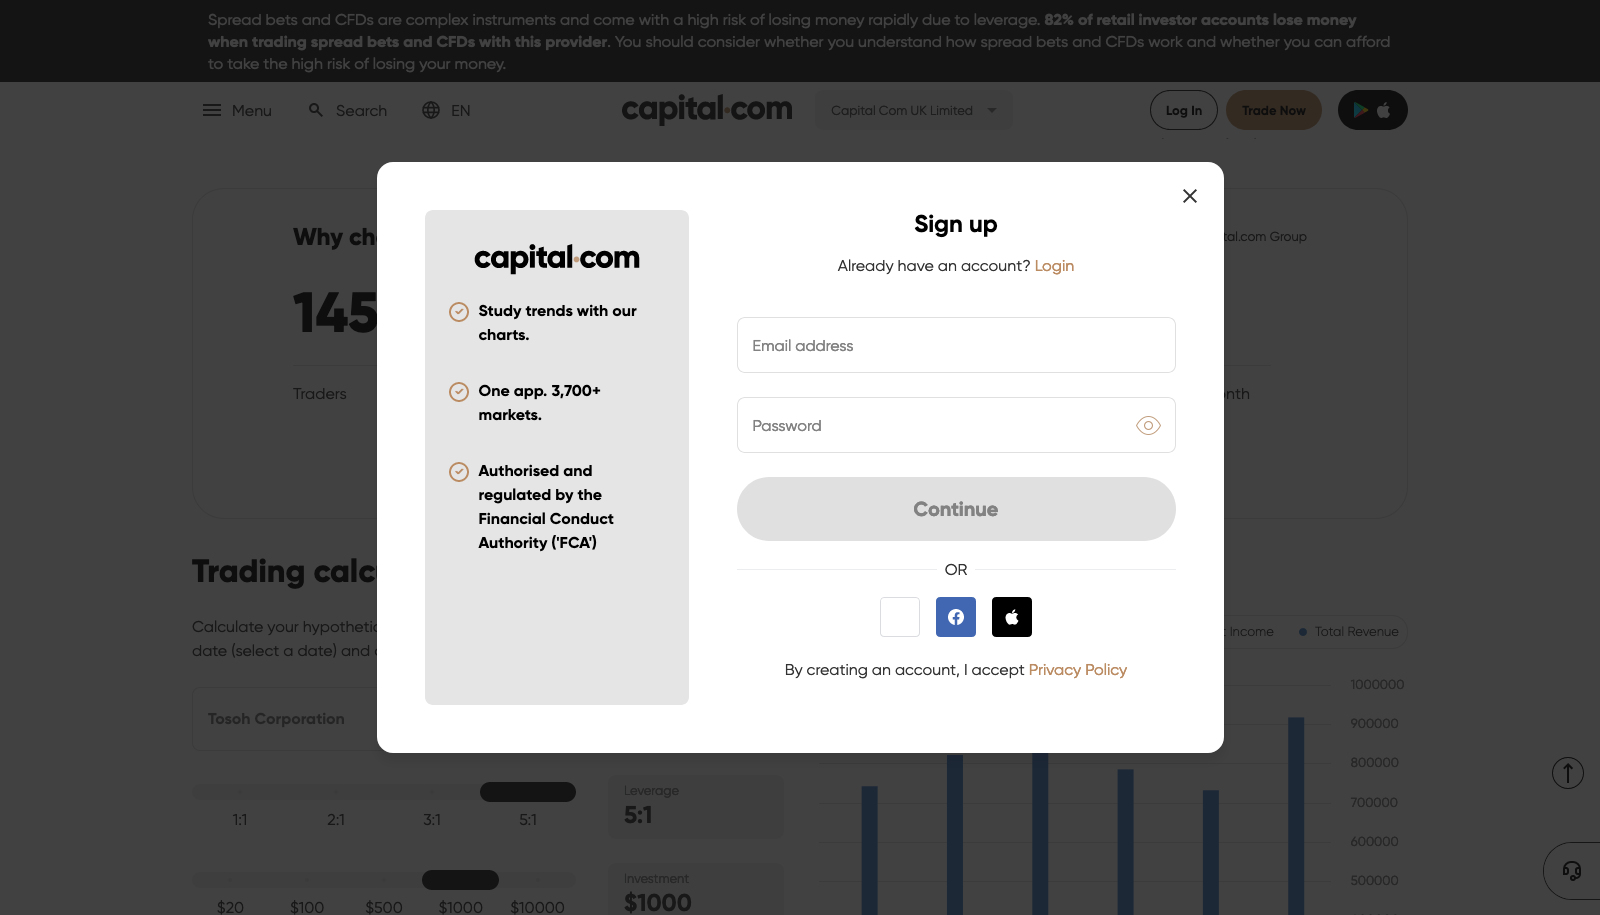 Spread bets and CFDs are complex instruments and come with a high risk of losing money rapidly due to leverage. 82% of retail investor accounts lose money
when trading spread bets and CFDs with this provider. You should consider whether you understand how spread bets and CFDs work and whether you can afford
to take the high risk of losing your money.
Menu Search EN capital.com Capital Com UK Limited Log In Trade Now
Sign up
Already have an account? Login
capital.com
Study trends with our
charts.
One app. 3,700+
markets.
Authorised and
regulated by the
Financial Conduct
Authority ('FCA')
Email address
Password
Continue
OR
By creating an account, I accept Privacy Policy
Why
Group
145
Traders
Trading
Calculate your
date (select a date) and
Income Total Revenue
Tosoh Corporation
1:1 2:1 3:1 5:1
Leverage
5:1
$20 $100 $500 $1000 $10000
Investment
$1000
1000000
900000
800000
700000
600000
500000